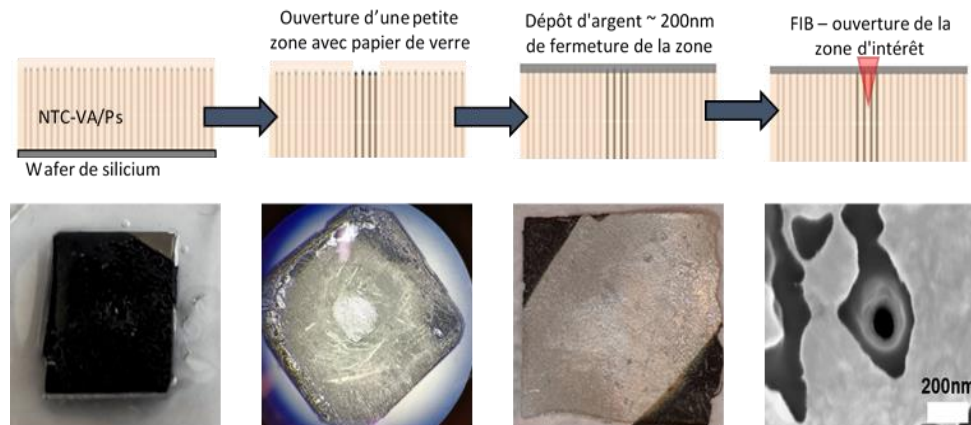 Ouverture d'une petite
zone avec papier de verre
Dépôt d'argent ~ 200nm
de fermeture de la zone
FIB – ouverture de la
zone d'intérêt
NTC-VA/Ps
Wafer de silicium
200nm